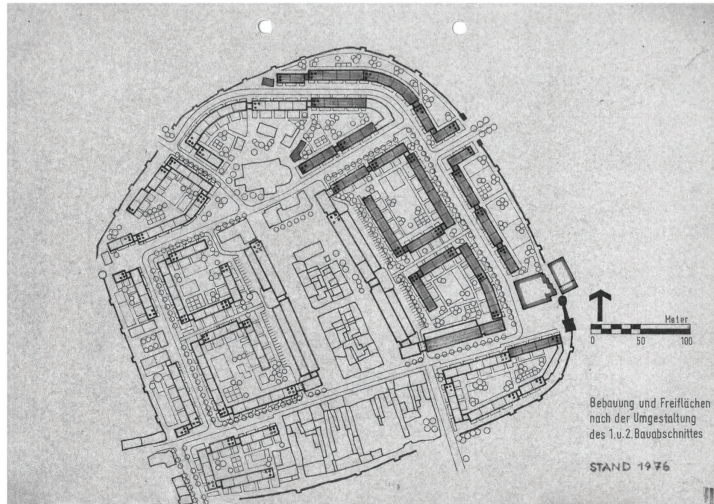 Meter
0 50 100
Bebauung und Freiflächen
nach der Umgestaltung
des 1.u.2.Bauabschnittes
STAND 1976